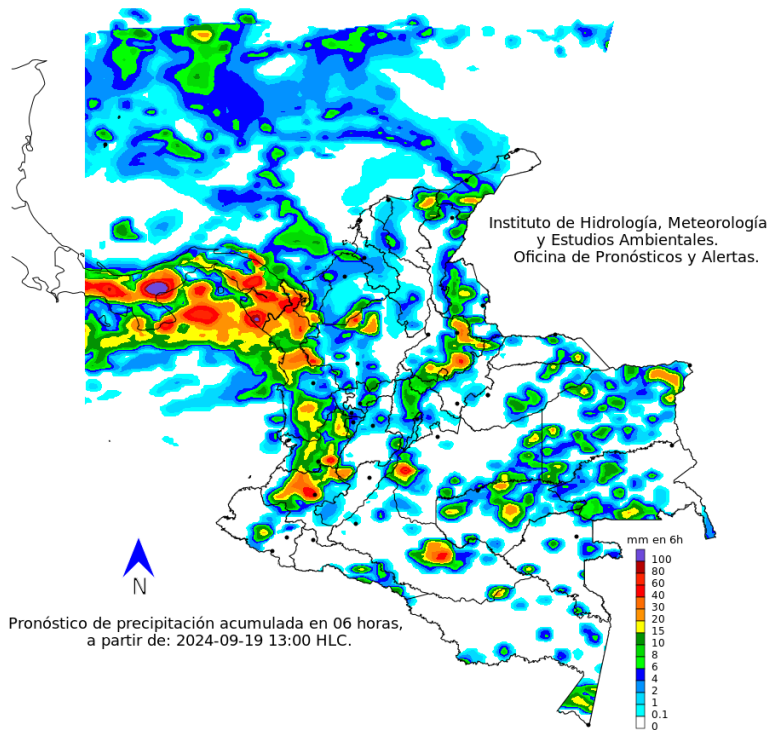 Instituto de Hidrología, Meteorología
y Estudios Ambientales.
Oficina de Pronósticos y Alertas.
N
mm en 6h
100
80
60
40
30
20
15
10
8
6
4
2
1
0.1
0
Pronóstico de precipitación acumulada en 06 horas,
a partir de: 2024-09-19 13:00 HLC.